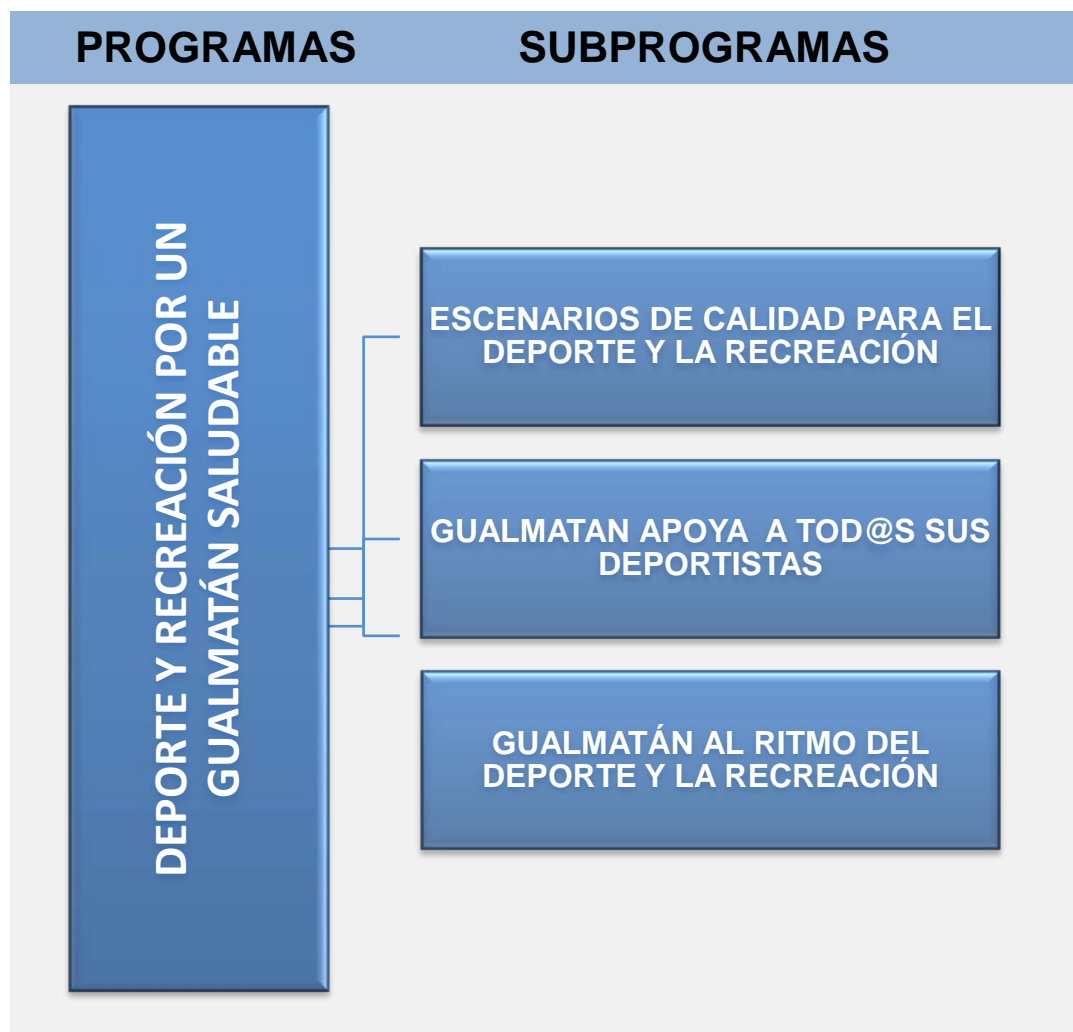 PROGRAMAS SUBPROGRAMAS
DEPORTE Y RECREACIÓN POR UN
GUALMATÁN SALUDABLE
ESCENARIOS DE CALIDAD PARA EL
DEPORTE Y LA RECREACIÓN
GUALMATAN APOYA  A TOD@S SUS
DEPORTISTAS
GUALMATÁN AL RITMO DEL
DEPORTE Y LA RECREACIÓN